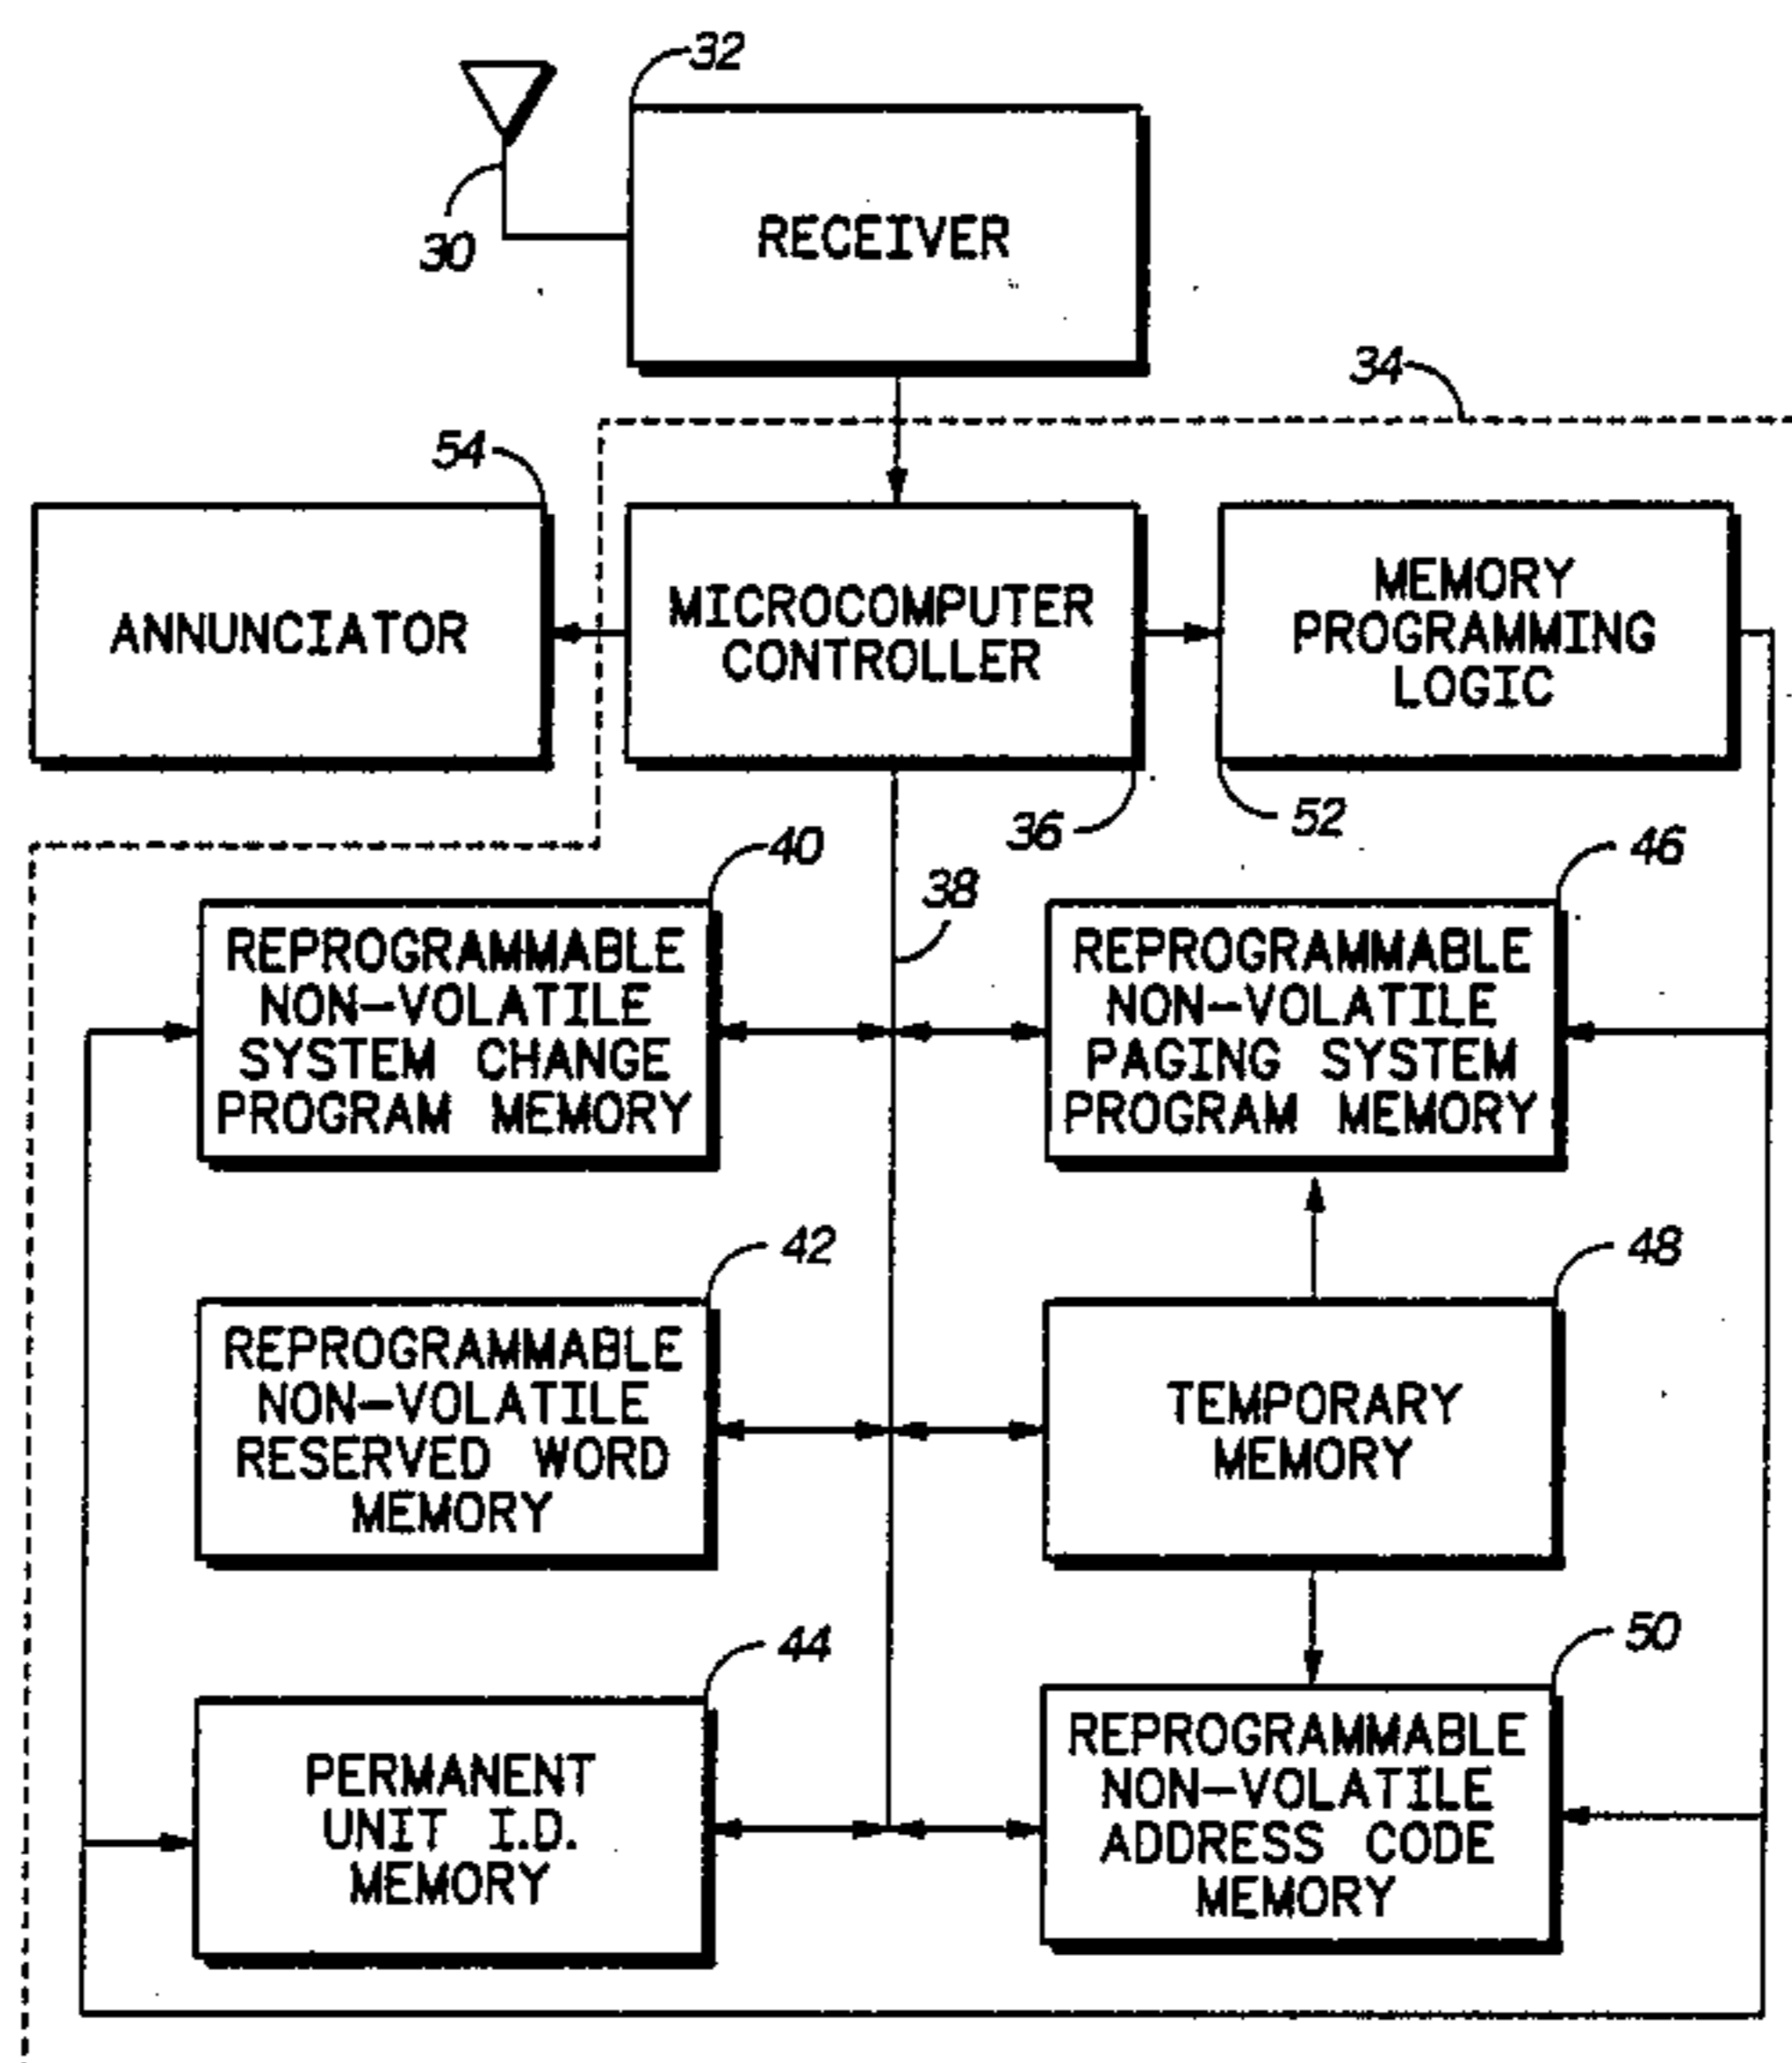 32
30
RECEIVER
34
54
ANNUNCIATOR
MICROCOMPUTER
CONTROLLER
MEMORY
PROGRAMMING
LOGIC
36
52
40
38
46
REPROGRAMMABLE
NON-VOLATILE
SYSTEM CHANGE
PROGRAM MEMORY
REPROGRAMMABLE
NON-VOLATILE
PAGING SYSTEM
PROGRAM MEMORY
42
48
REPROGRAMMABLE
NON-VOLATILE
RESERVED WORD
MEMORY
TEMPORARY
MEMORY
44
50
PERMANENT
UNIT I.D.
MEMORY
REPROGRAMMABLE
NON-VOLATILE
ADDRESS CODE
MEMORY